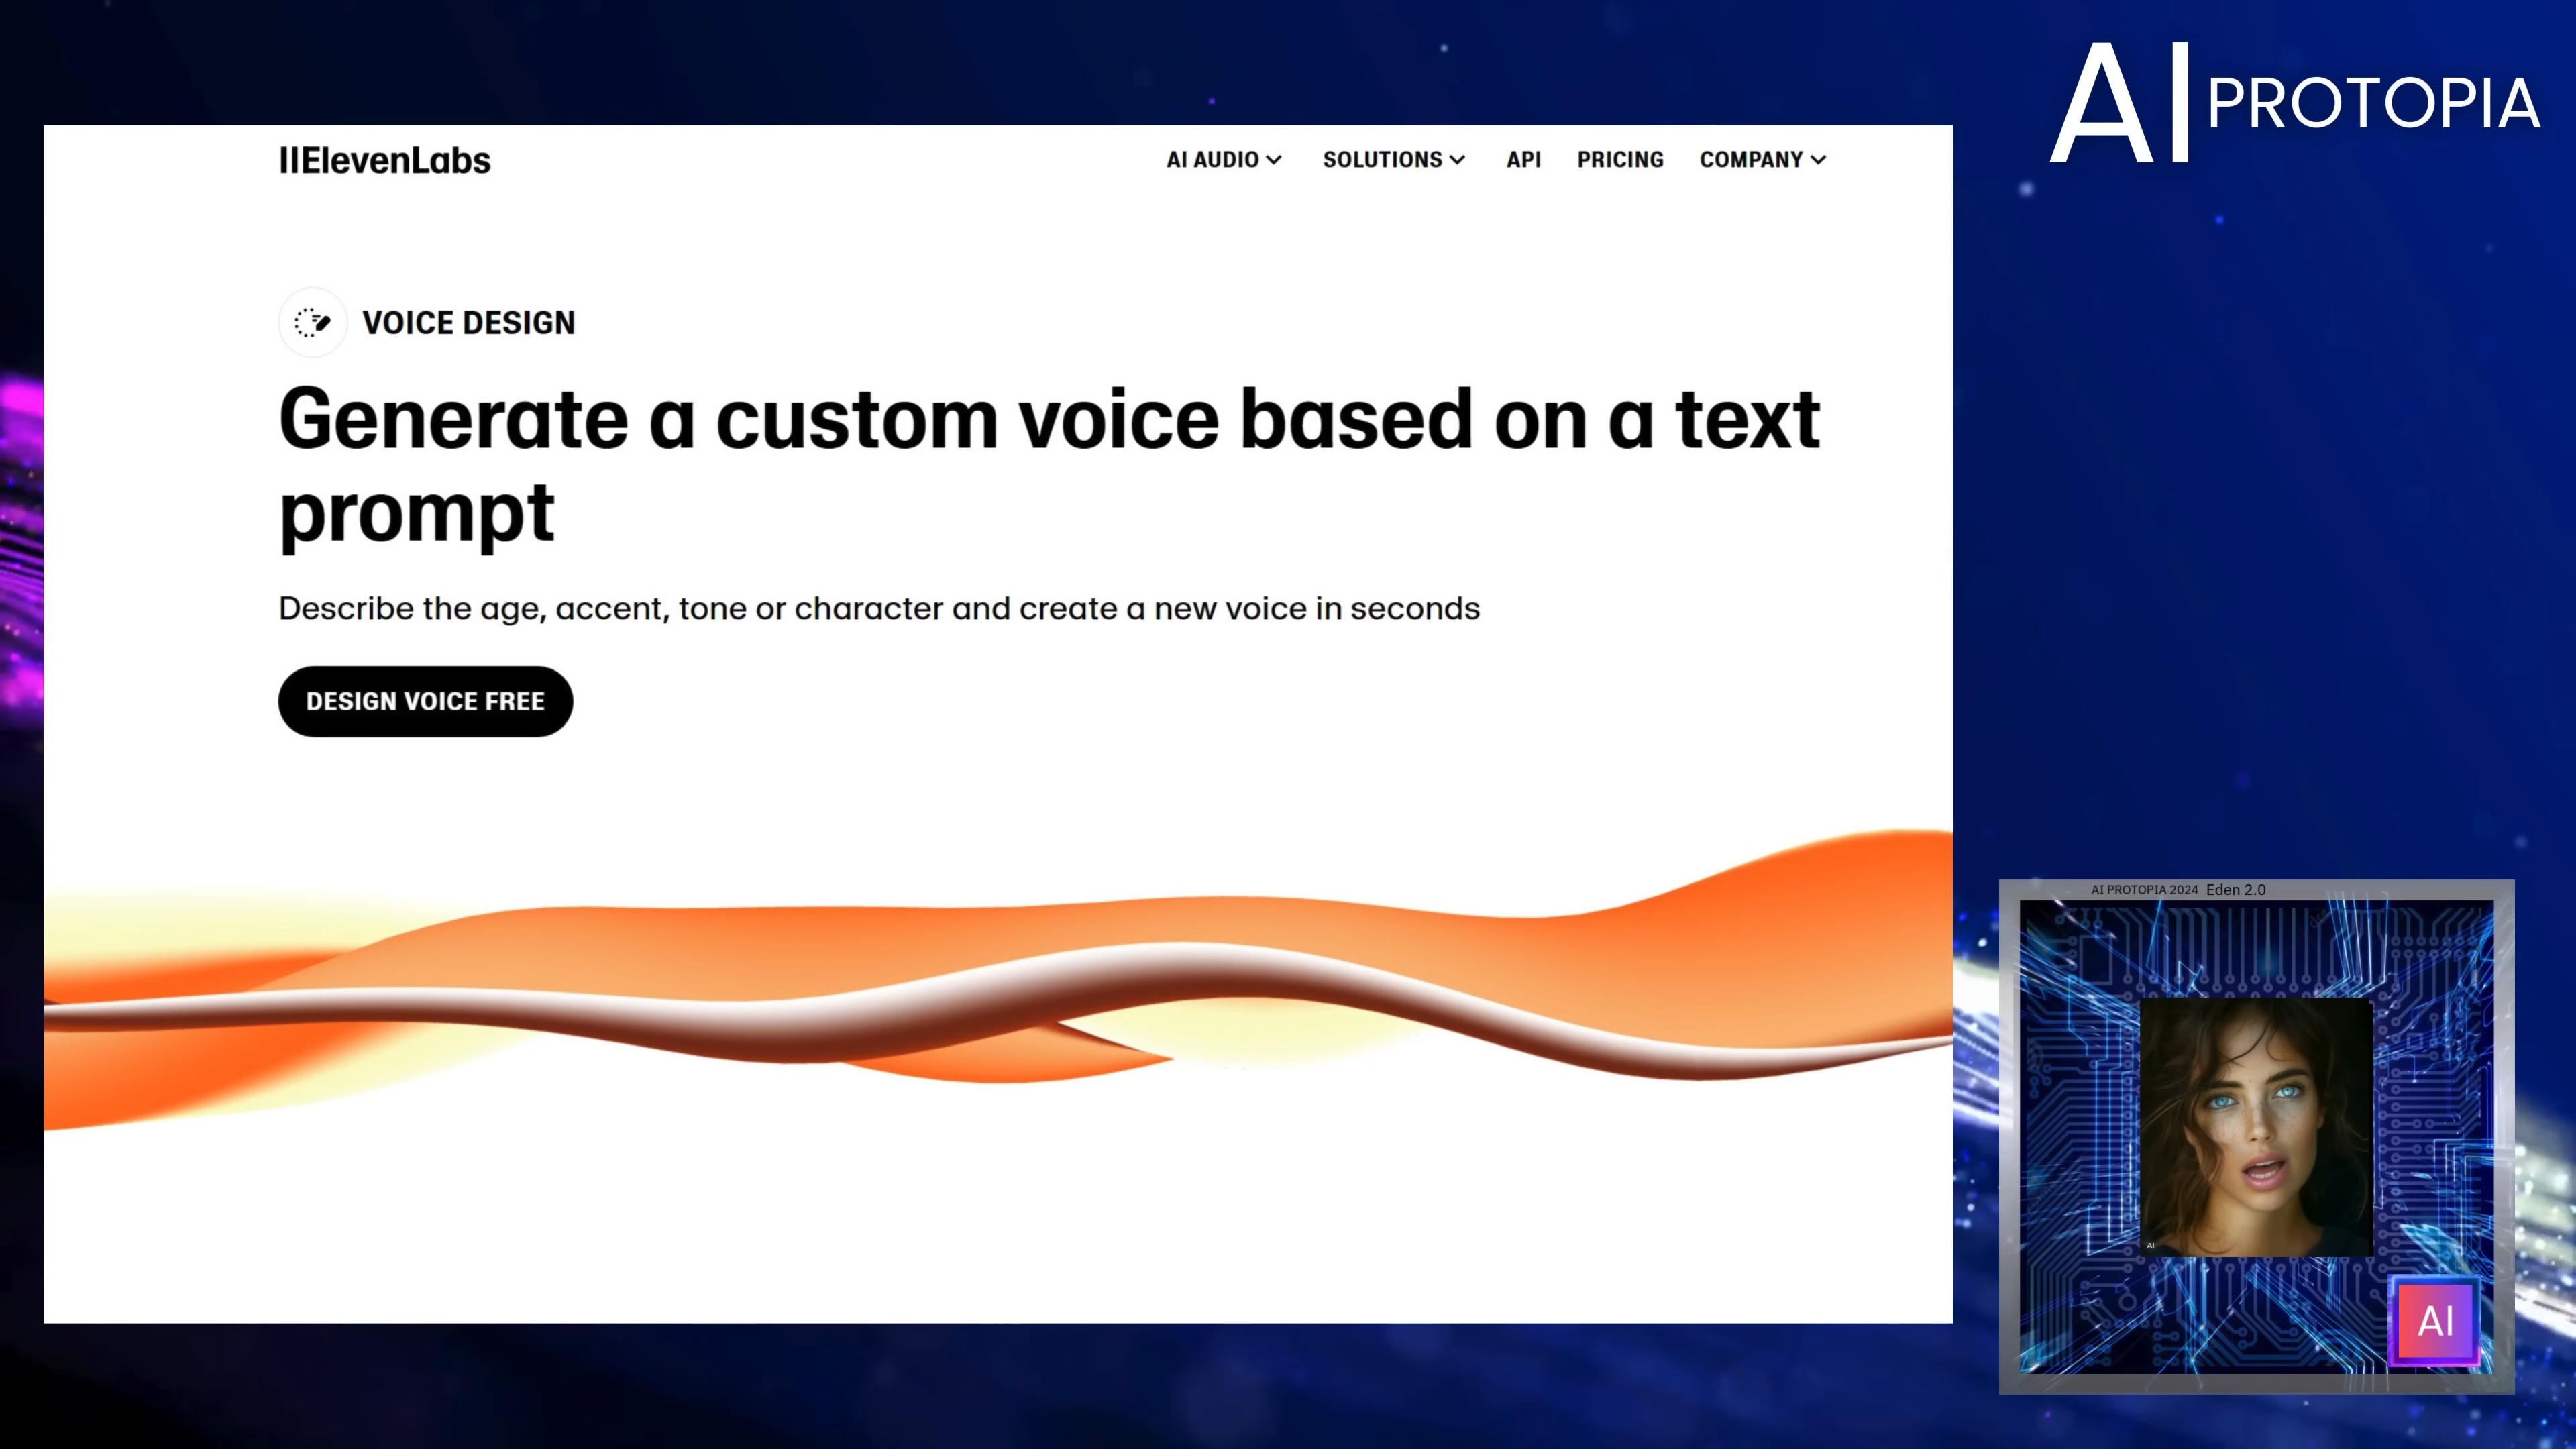 AI PROTOPIA
IIElevenLabs
AI AUDIO SOLUTIONS API PRICING COMPANY
VOICE DESIGN
Generate a custom voice based on a text
prompt
Describe the age, accent, tone or character and create a new voice in seconds
DESIGN VOICE FREE
AI PROTOPIA 2024 Eden 2.0
AI
AI